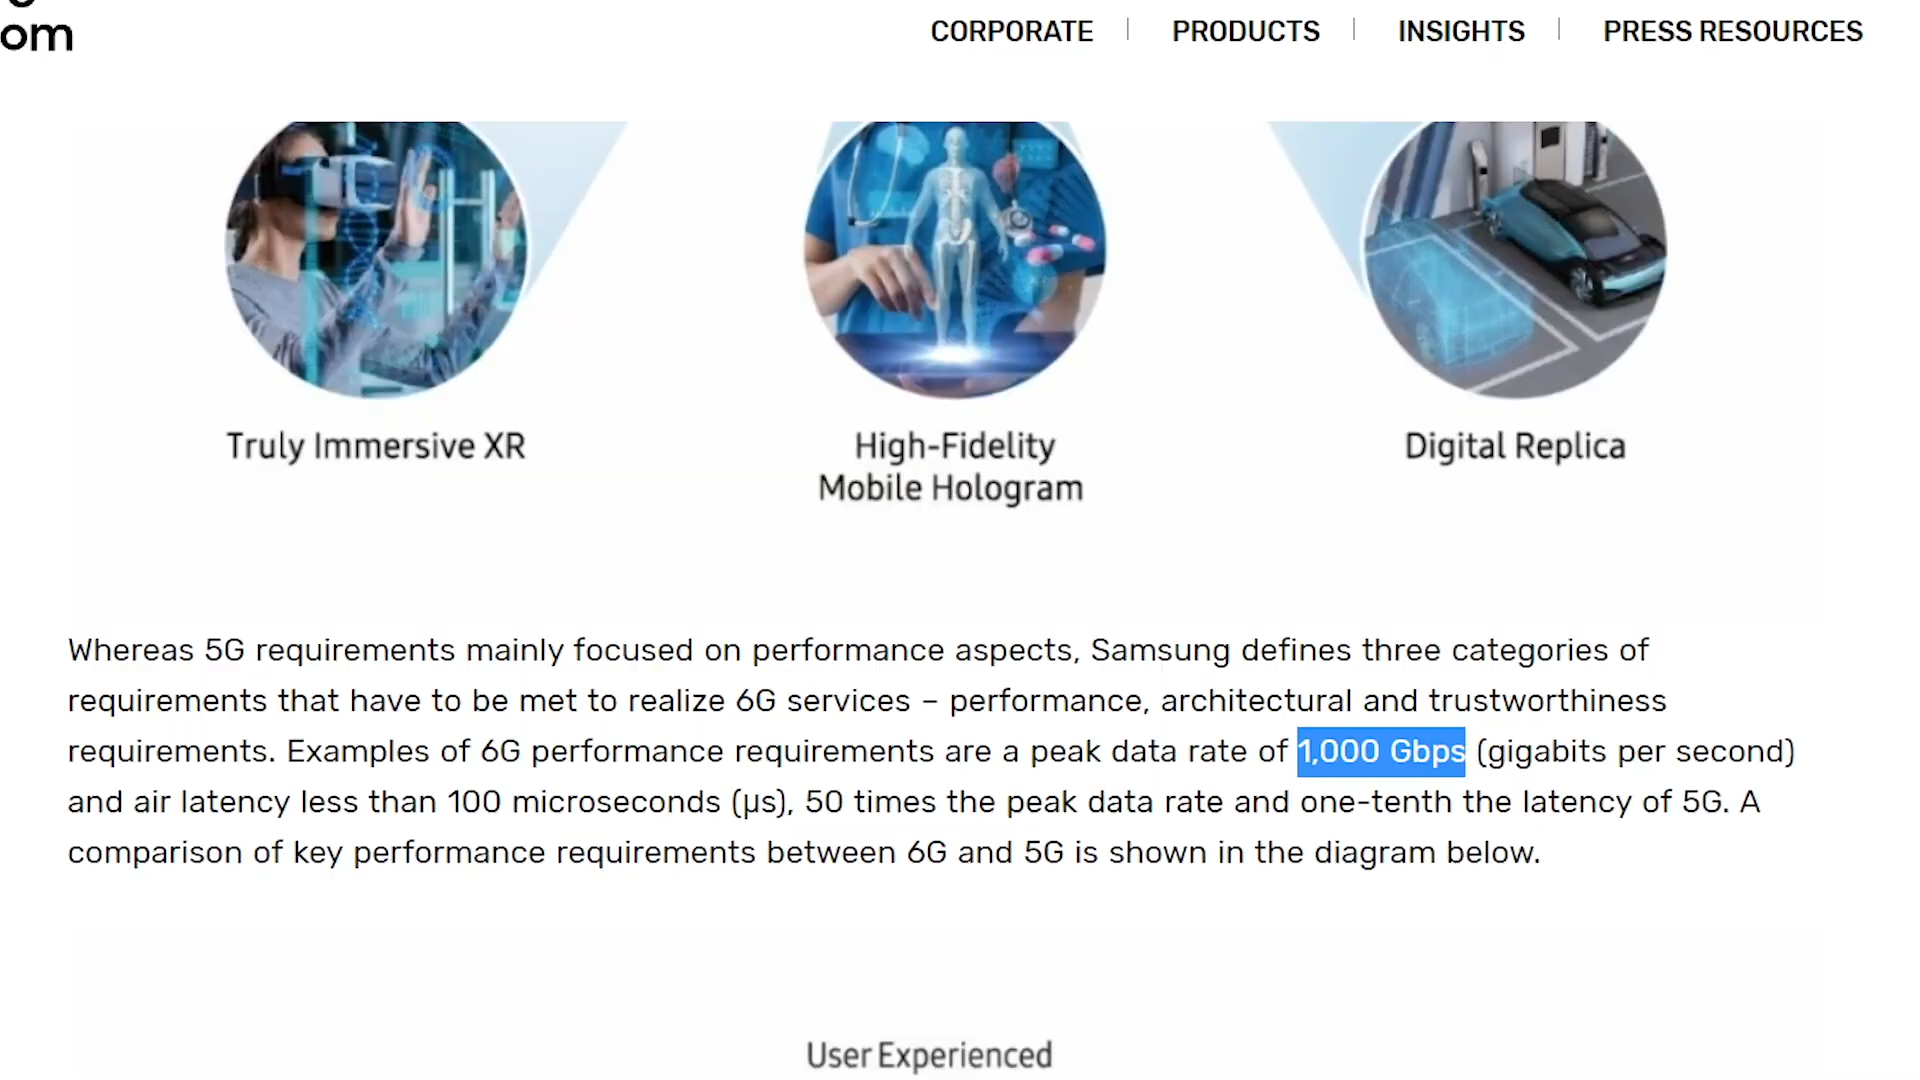 om
CORPORATE
PRODUCTS
INSIGHTS
PRESS RESOURCES
Truly Immersive XR
High-Fidelity
Mobile Hologram
Digital Replica
Whereas 5G requirements mainly focused on performance aspects, Samsung defines three categories of
requirements that have to be met to realize 6G services – performance, architectural and trustworthiness
requirements. Examples of 6G performance requirements are a peak data rate of 1,000 Gbps (gigabits per second)
and air latency less than 100 microseconds (μs), 50 times the peak data rate and one-tenth the latency of 5G. A
comparison of key performance requirements between 6G and 5G is shown in the diagram below.
User Experienced